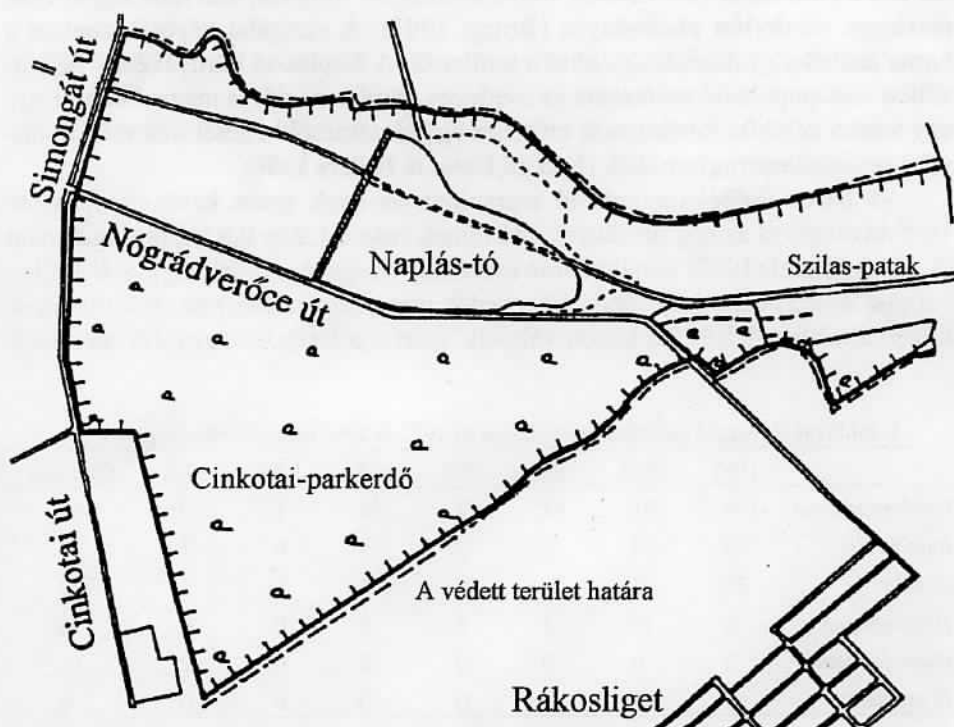 Simongát út
Nógrádverőce út
Naplás-tó
Szilas-patak
Cinkotai-parkerdő
Cinkotai út
A védett terület határa
Rákosliget